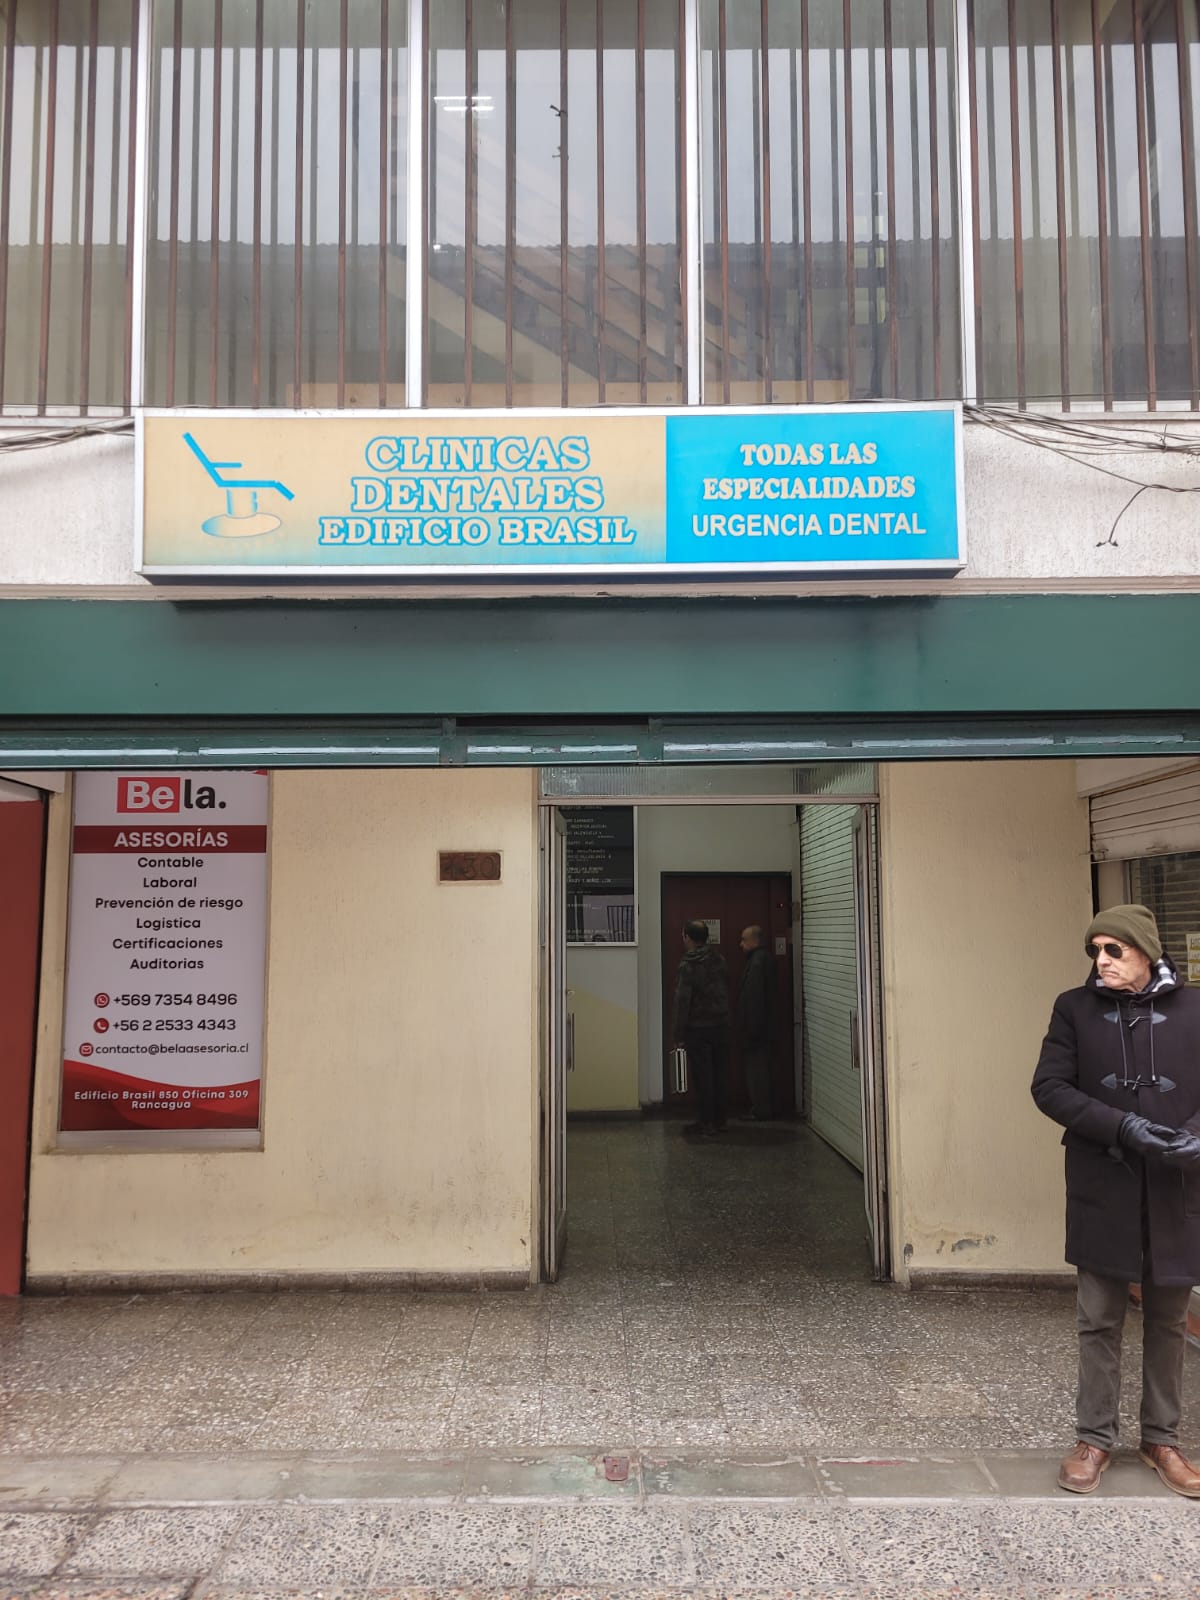 CLINICAS
DENTALES
EDIFICIO BRASIL
TODAS LAS
ESPECIALIDADES
URGENCIA DENTAL
Bela.
ASESORÍAS
Contable
Laboral
Prevención de riesgo
Logistica
Certificaciones
Auditorias
+569 7354 8496
+56 2 2533 4343
contacto@belaasesoria.cl
Edificio Brasil 850 Oficina 309
Rancagua